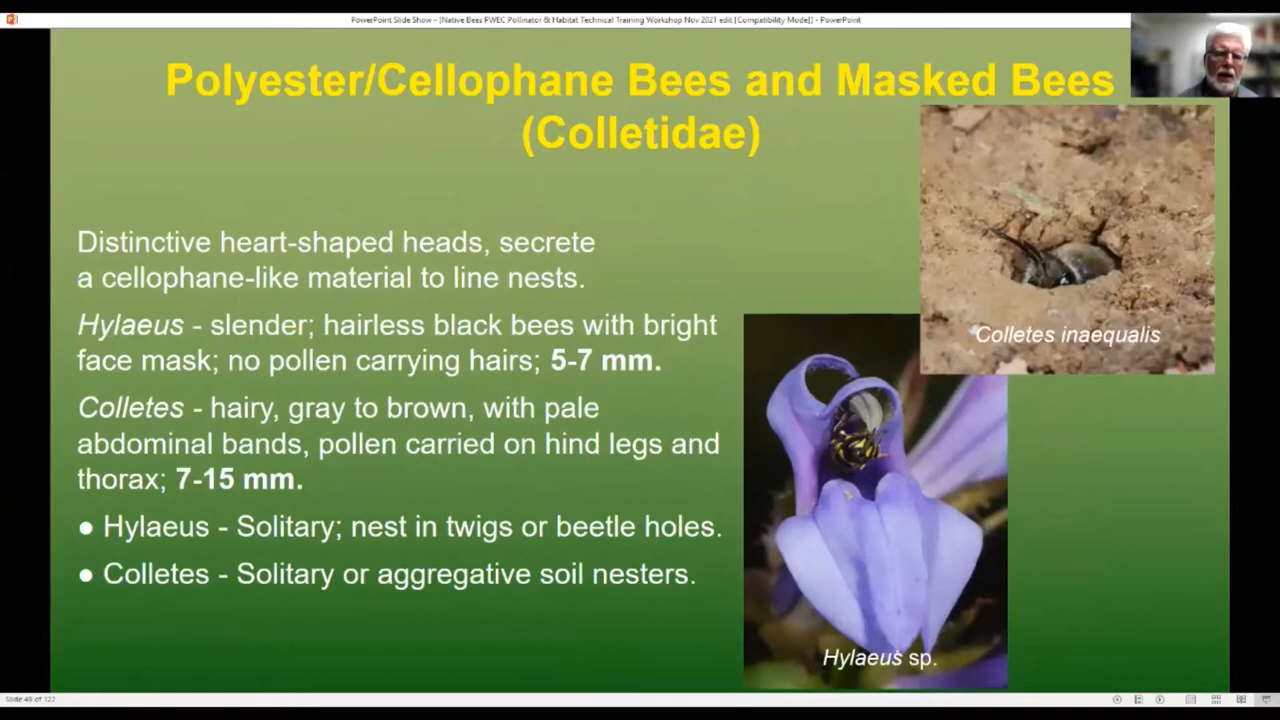 PowerPoint Slide Show - [Native Bees PWEC Pollinator & Habitat Technical Training Workshop Nov 2021 edit [Compatibility Mode]] - PowerPoint
Polyester/Cellophane Bees and Masked Bees
(Colletidae)
Distinctive heart-shaped heads, secrete
a cellophane-like material to line nests.
Hylaeus - slender; hairless black bees with bright
face mask; no pollen carrying hairs; 5-7 mm.
Colletes - hairy, gray to brown, with pale
abdominal bands, pollen carried on hind legs and
thorax; 7-15 mm.
● Hylaeus - Solitary; nest in twigs or beetle holes.
● Colletes - Solitary or aggregative soil nesters.
Colletes inaequalis
Hylaeus sp.
Slide 49 of 127